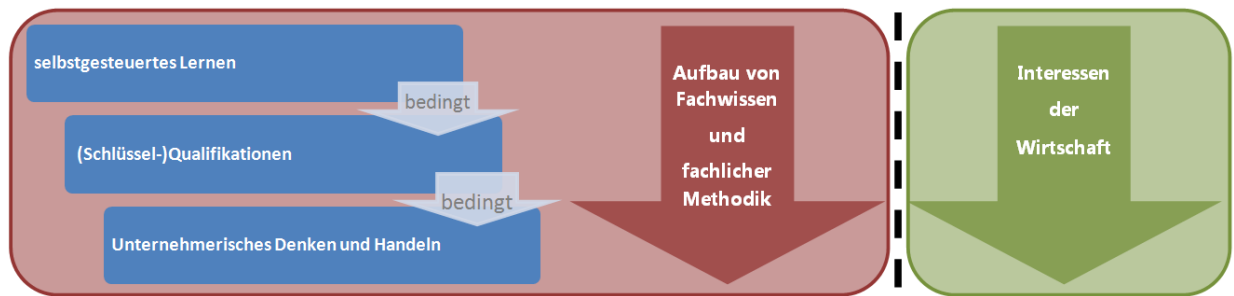 selbstgesteuertes Lernen
bedingt
(Schlüssel-)Qualifikationen
bedingt
Unternehmerisches Denken und Handeln
Aufbau von
Fachwissen
und
fachlicher
Methodik
Interessen
der
Wirtschaft